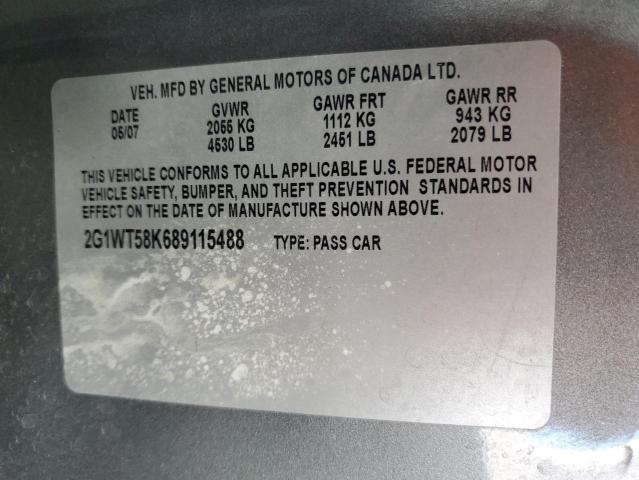 VEH. MFD BY GENERAL MOTORS OF CANADA LTD.
DATE GVWR GAWR FRT GAWR RR
06/07 2055 KG 1112 KG 943 KG
4530 LB 2451 LB 2079 LB
THIS VEHICLE CONFORMS TO ALL APPLICABLE U.S. FEDERAL MOTOR
VEHICLE SAFETY, BUMPER, AND THEFT PREVENTION STANDARDS IN
EFFECT ON THE DATE OF MANUFACTURE SHOWN ABOVE.
2G1WT58K689115488 TYPE: PASS CAR